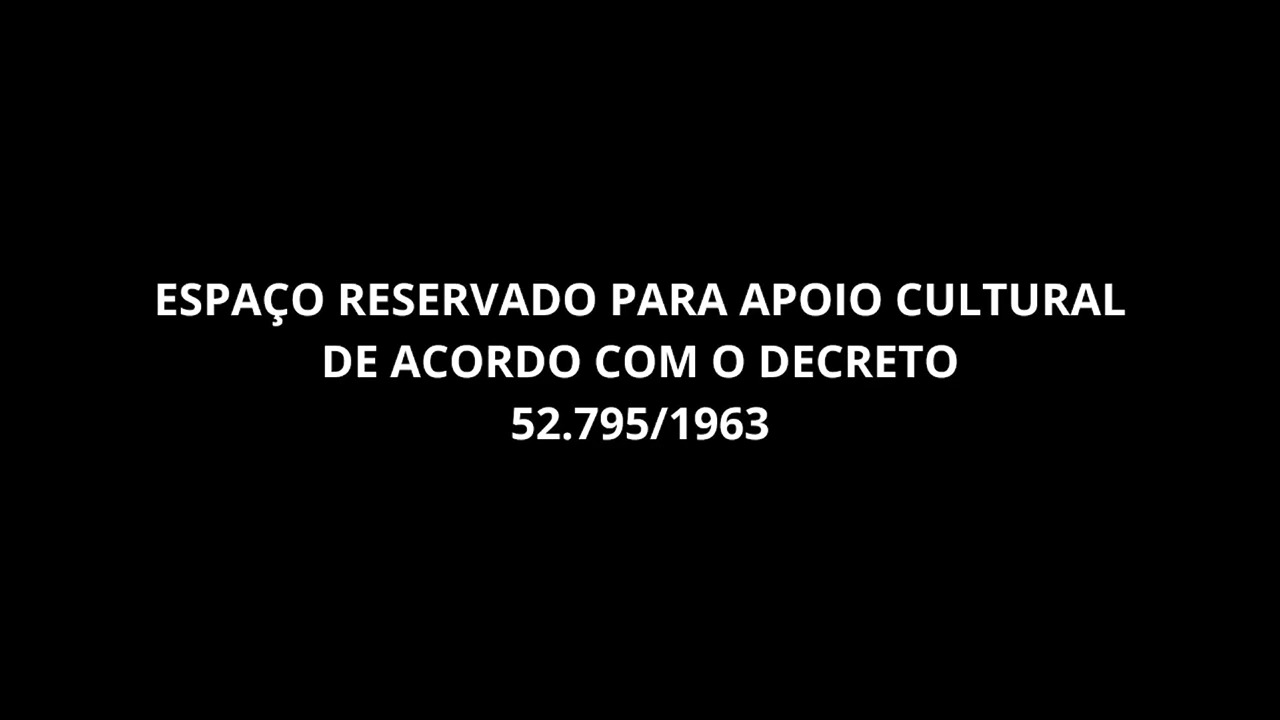 ESPAÇO RESERVADO PARA APOIO CULTURAL
DE ACORDO COM O DECRETO
52.795/1963